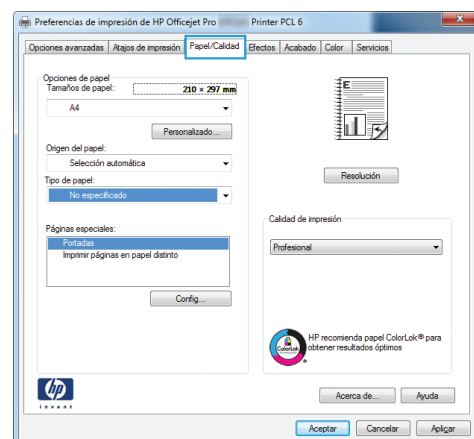 Preferencias de impresión de HP Officejet Pro Printer PCL 6
Opciones avanzadas Atajos de impresión Papel/Calidad Efectos Acabado Color Servicios
Opciones de papel
Tamaños de papel: 210 × 297 mm
A4
Personalizado...
Origen del papel:
Selección automática
Tipo de papel:
No especificado
Páginas especiales:
Portadas
Imprimir páginas en papel distinto
Config...
E
Resolución
Calidad de impresión
Profesional
ColorLok
HP recomienda papel ColorLok® para
obtener resultados óptimos
hp
invent
Acerca de... Ayuda
Aceptar Cancelar Aplicar